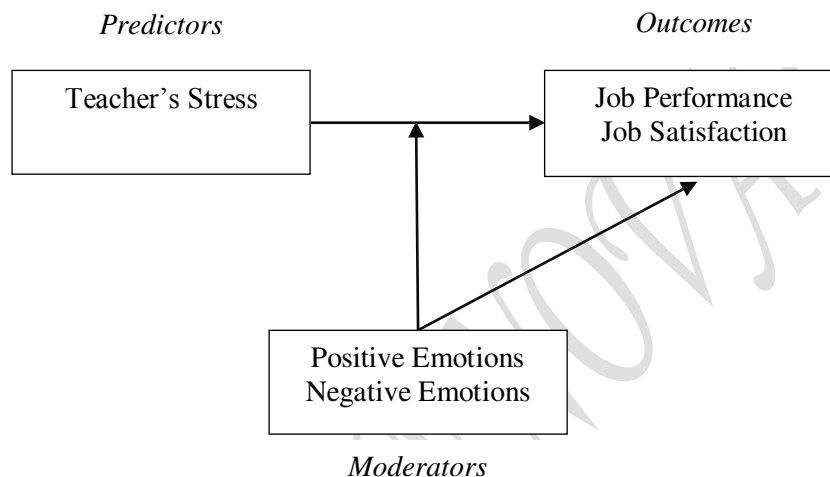 Predictors
Outcomes
Teacher's Stress
Job Performance
Job Satisfaction
Positive Emotions
Negative Emotions
Moderators